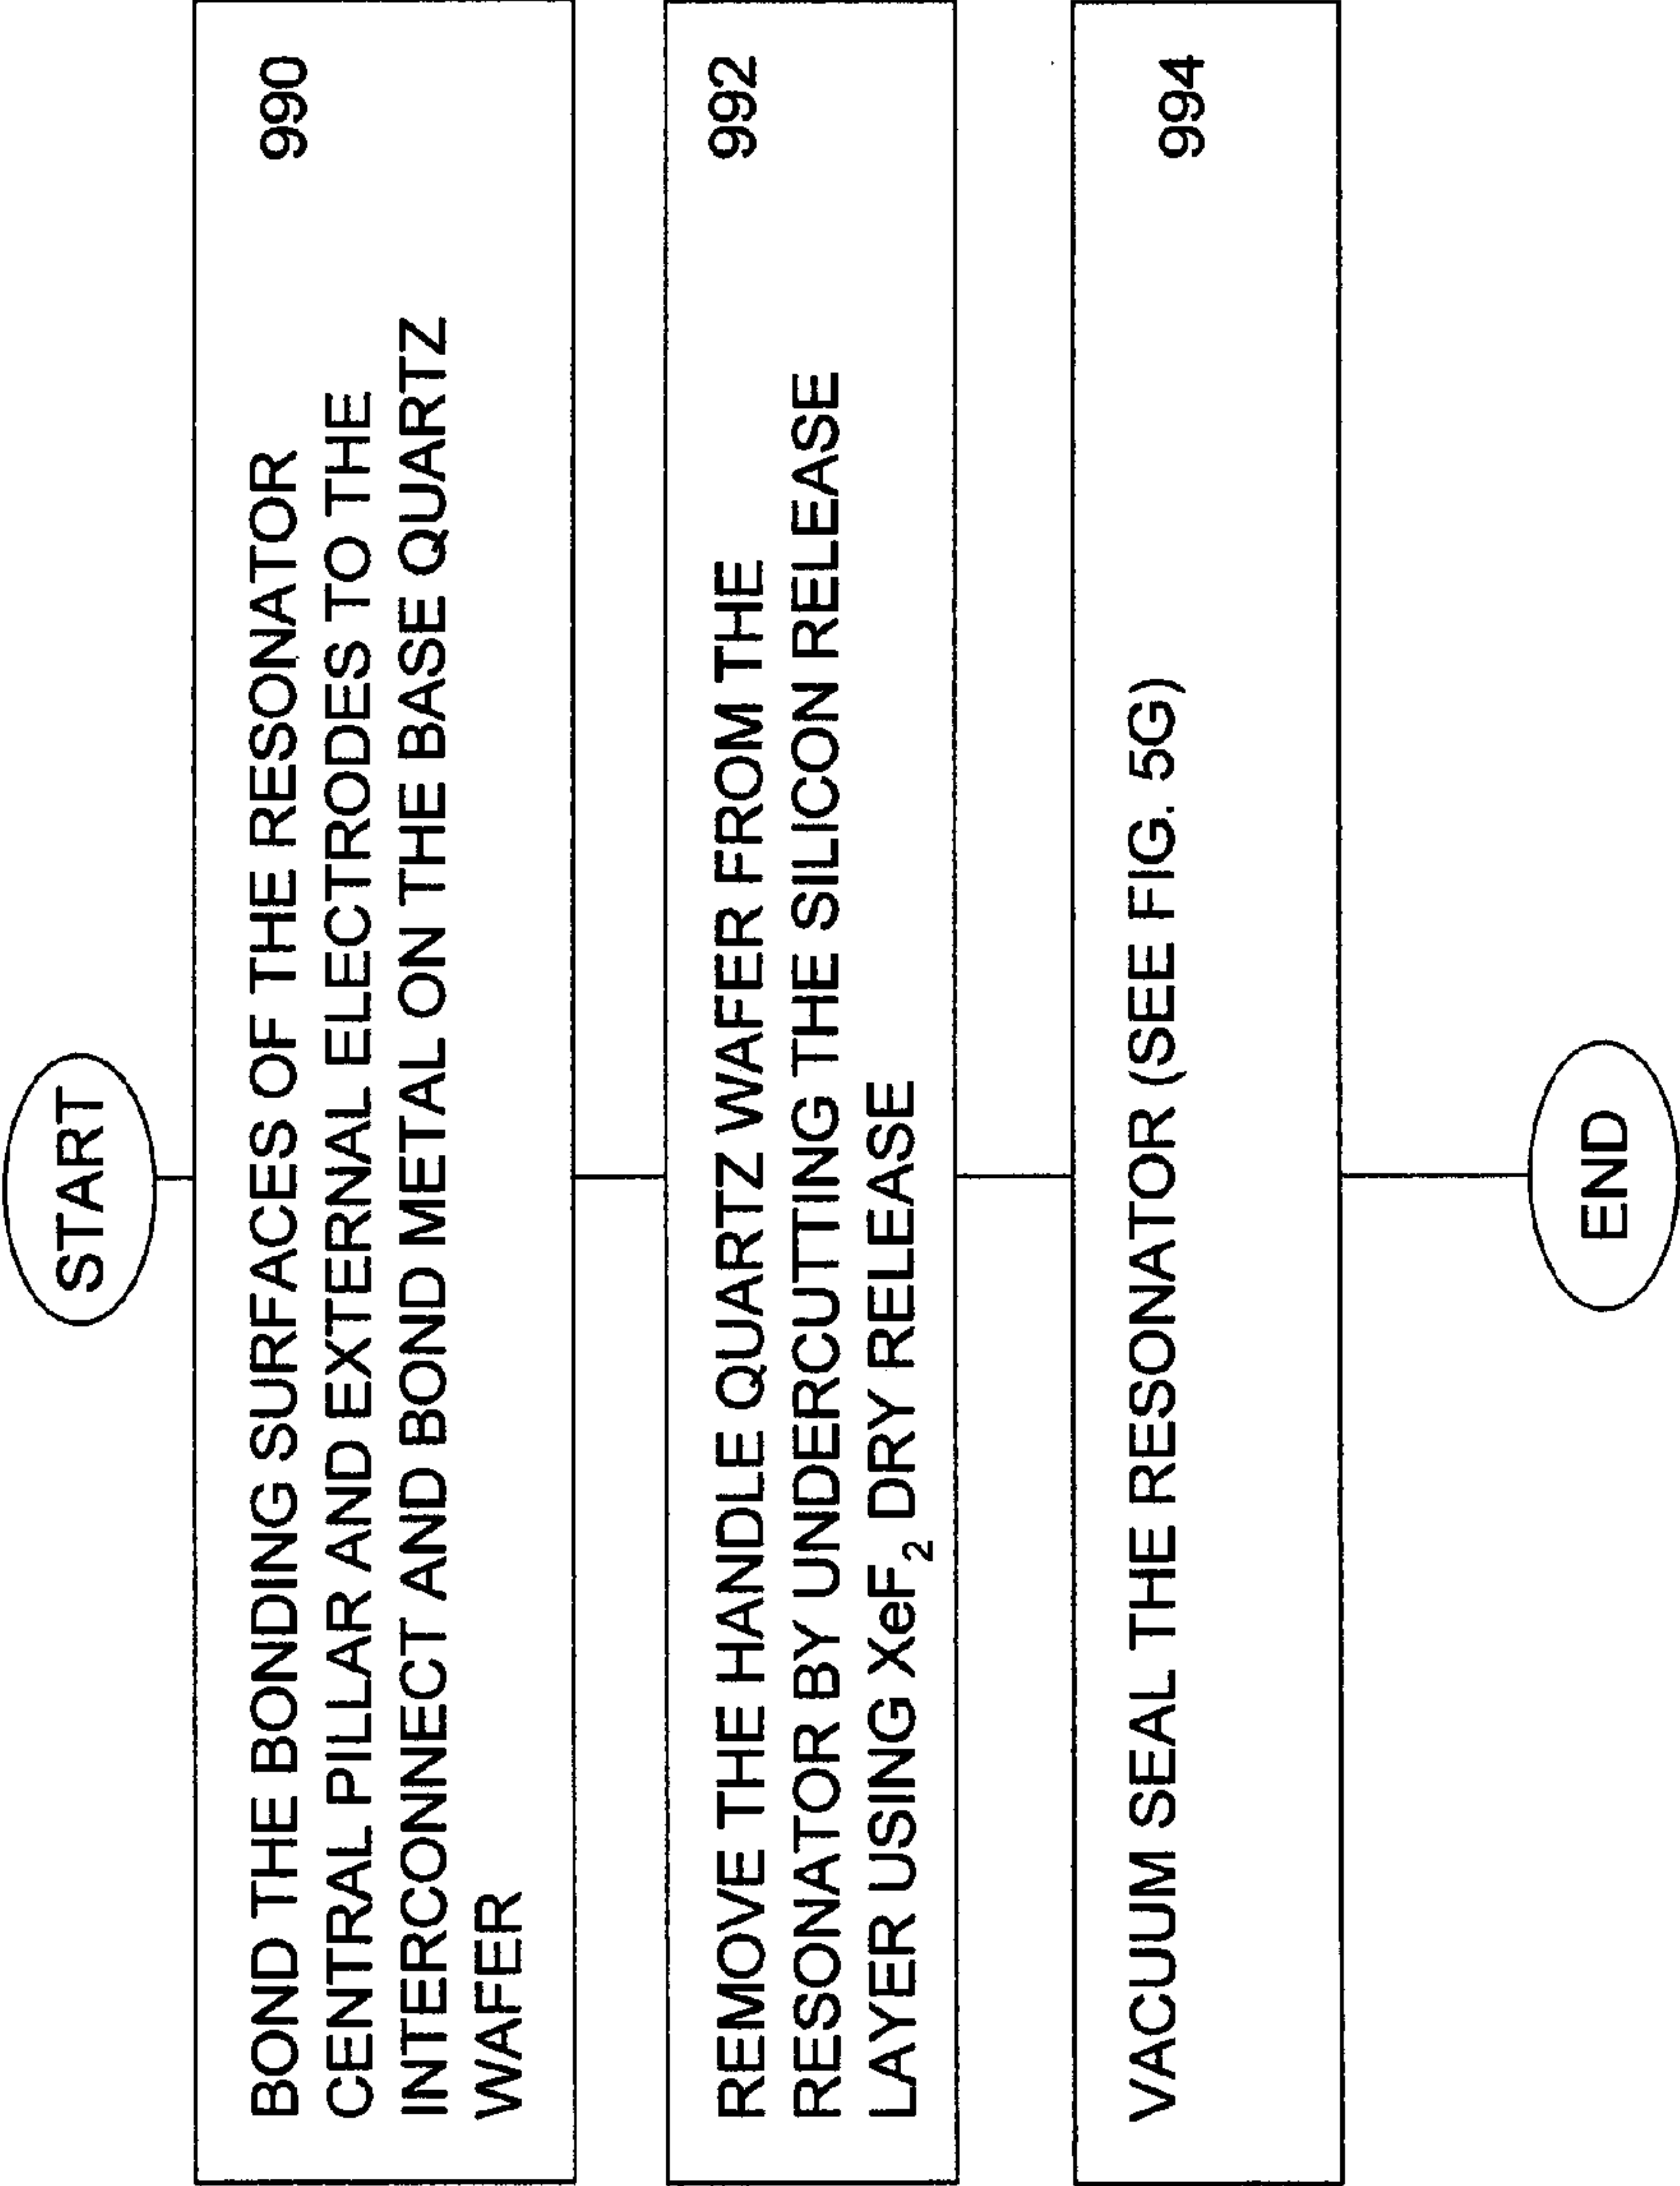 START
BOND THE BONDING SURFACES OF THE RESONATOR 990
CENTRAL PILLAR AND EXTERNAL ELECTRODES TO THE
INTERCONNECT AND BOND METAL ON THE BASE QUARTZ
WAFER
REMOVE THE HANDLE QUARTZ WAFER FROM THE 992
RESONATOR BY UNDERCUTTING THE SILICON RELEASE
LAYER USING XeF₂ DRY RELEASE
VACUUM SEAL THE RESONATOR (SEE FIG. 5G) 994
END